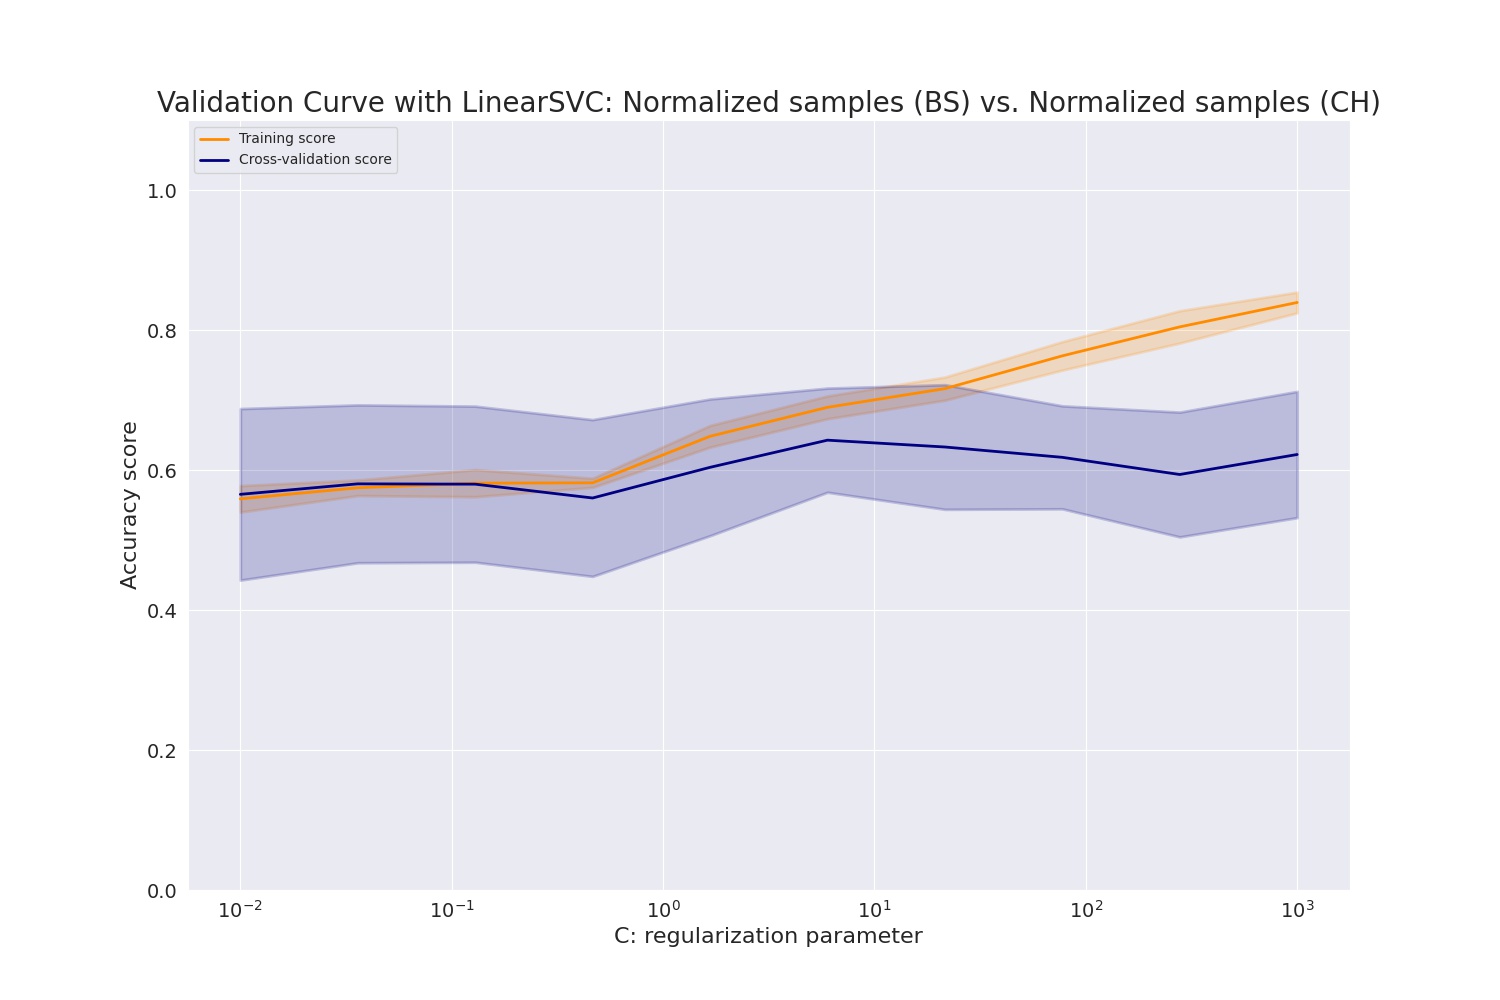 Validation Curve with LinearSVC: Normalized samples (BS) vs. Normalized samples (CH)
Training score
Cross-validation score
Accuracy score
1.0
0.8
0.6
0.4
0.2
0.0
10⁻² 10⁻¹ 10⁰ 10¹ 10² 10³
C: regularization parameter